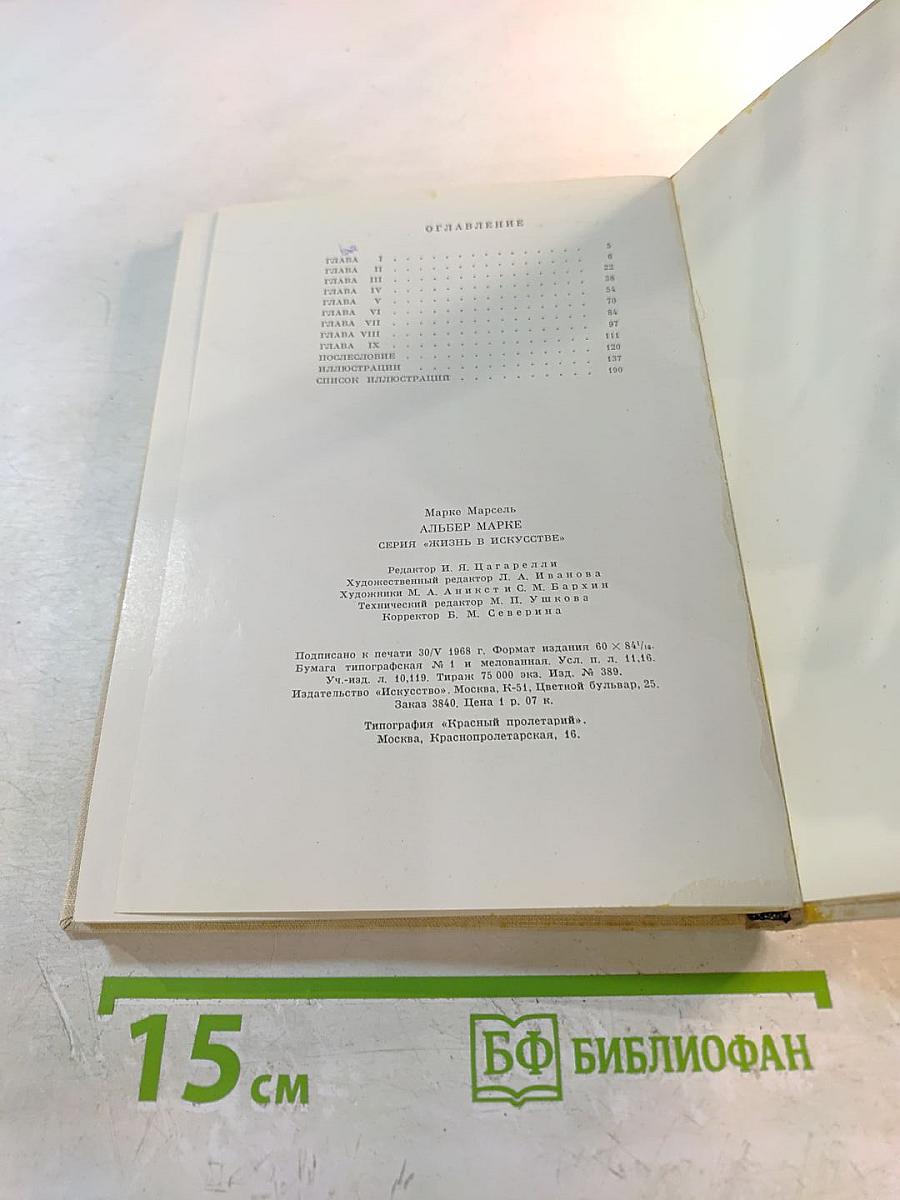 ОГЛАВЛЕНИЕ
ГЛАВА I . . . . . . . . . . . . . . . 5
ГЛАВА II . . . . . . . . . . . . . . . 6
ГЛАВА III . . . . . . . . . . . . . . . 22
ГЛАВА IV . . . . . . . . . . . . . . . 38
ГЛАВА V . . . . . . . . . . . . . . . 54
ГЛАВА VI . . . . . . . . . . . . . . . 70
ГЛАВА VII . . . . . . . . . . . . . . . 84
ГЛАВА VIII . . . . . . . . . . . . . . . 97
ГЛАВА IX . . . . . . . . . . . . . . . 111
ПОСЛЕСЛОВИЕ . . . . . . . . . . . . . . 120
ИЛЛЮСТРАЦИИ . . . . . . . . . . . . . 137
СПИСОК ИЛЛЮСТРАЦИЙ . . . . . . . . . . 190
Марке Марсель
АЛЬБЕР МАРКЕ
СЕРИЯ «ЖИЗНЬ В ИСКУССТВЕ»
Редактор И. Я. Цагарелли
Художественный редактор Л. А. Иванова
Художники М. А. Аникст и С. М. Бархин
Технический редактор М. П. Ушкова
Корректор Б. М. Северина
Подписано к печати 30/V 1968 г. Формат издания 60 × 84¹/₁₆.
Бумага типографская № 1 и мелованная. Усл. п. л. 11,16.
Уч.-изд. л. 10,119. Тираж 75 000 экз. Изд. № 389.
Издательство «Искусство». Москва, К-51, Цветной бульвар, 25.
Заказ 3840. Цена 1 р. 07 к.
Типография «Красный пролетарий».
Москва, Краснопролетарская, 16.
15 см
БФ БИБЛИОФАН